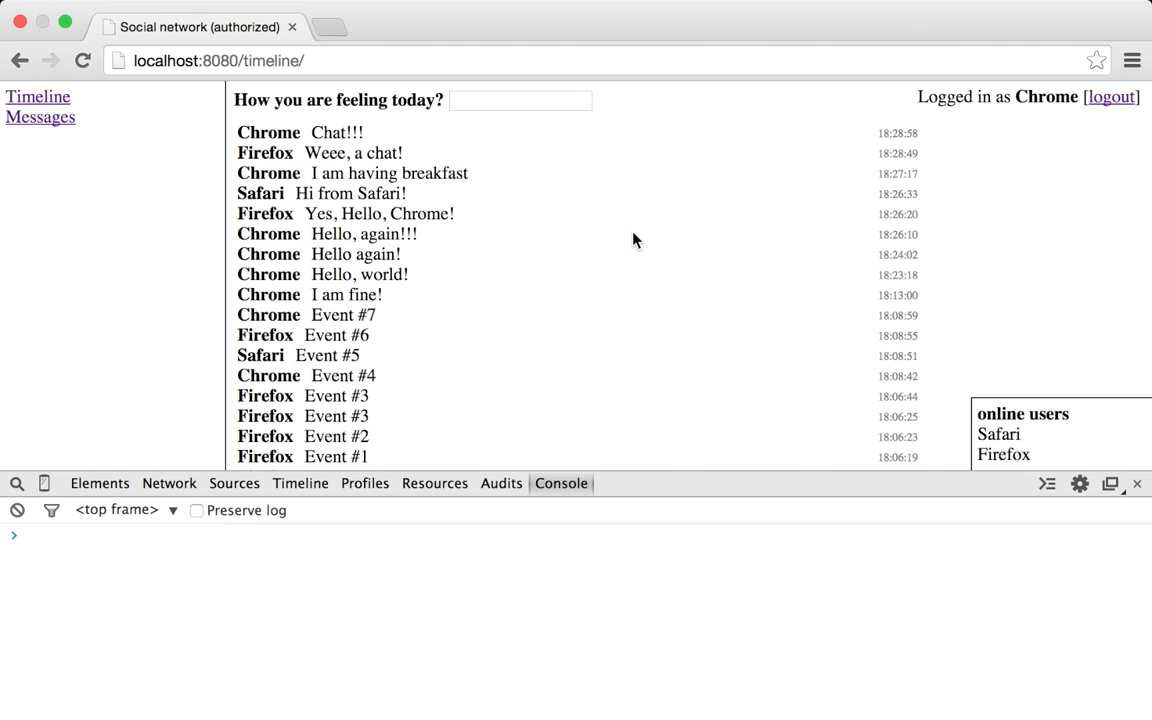 Social network (authorized)
localhost:8080/timeline/
Timeline
Messages
How you are feeling today?
Logged in as Chrome [logout]
Chrome Chat!!! 18:28:58
Firefox Weee, a chat! 18:28:49
Chrome I am having breakfast 18:27:17
Safari Hi from Safari! 18:26:33
Firefox Yes, Hello, Chrome! 18:26:20
Chrome Hello, again!!! 18:26:10
Chrome Hello again! 18:24:02
Chrome Hello, world! 18:23:18
Chrome I am fine! 18:13:00
Chrome Event #7 18:08:59
Firefox Event #6 18:08:55
Safari Event #5 18:08:51
Chrome Event #4 18:08:42
Firefox Event #3 18:06:44
Firefox Event #3 18:06:25
Firefox Event #2 18:06:23
Firefox Event #1 18:06:19
online users
Safari
Firefox
Elements Network Sources Timeline Profiles Resources Audits Console
<top frame> Preserve log